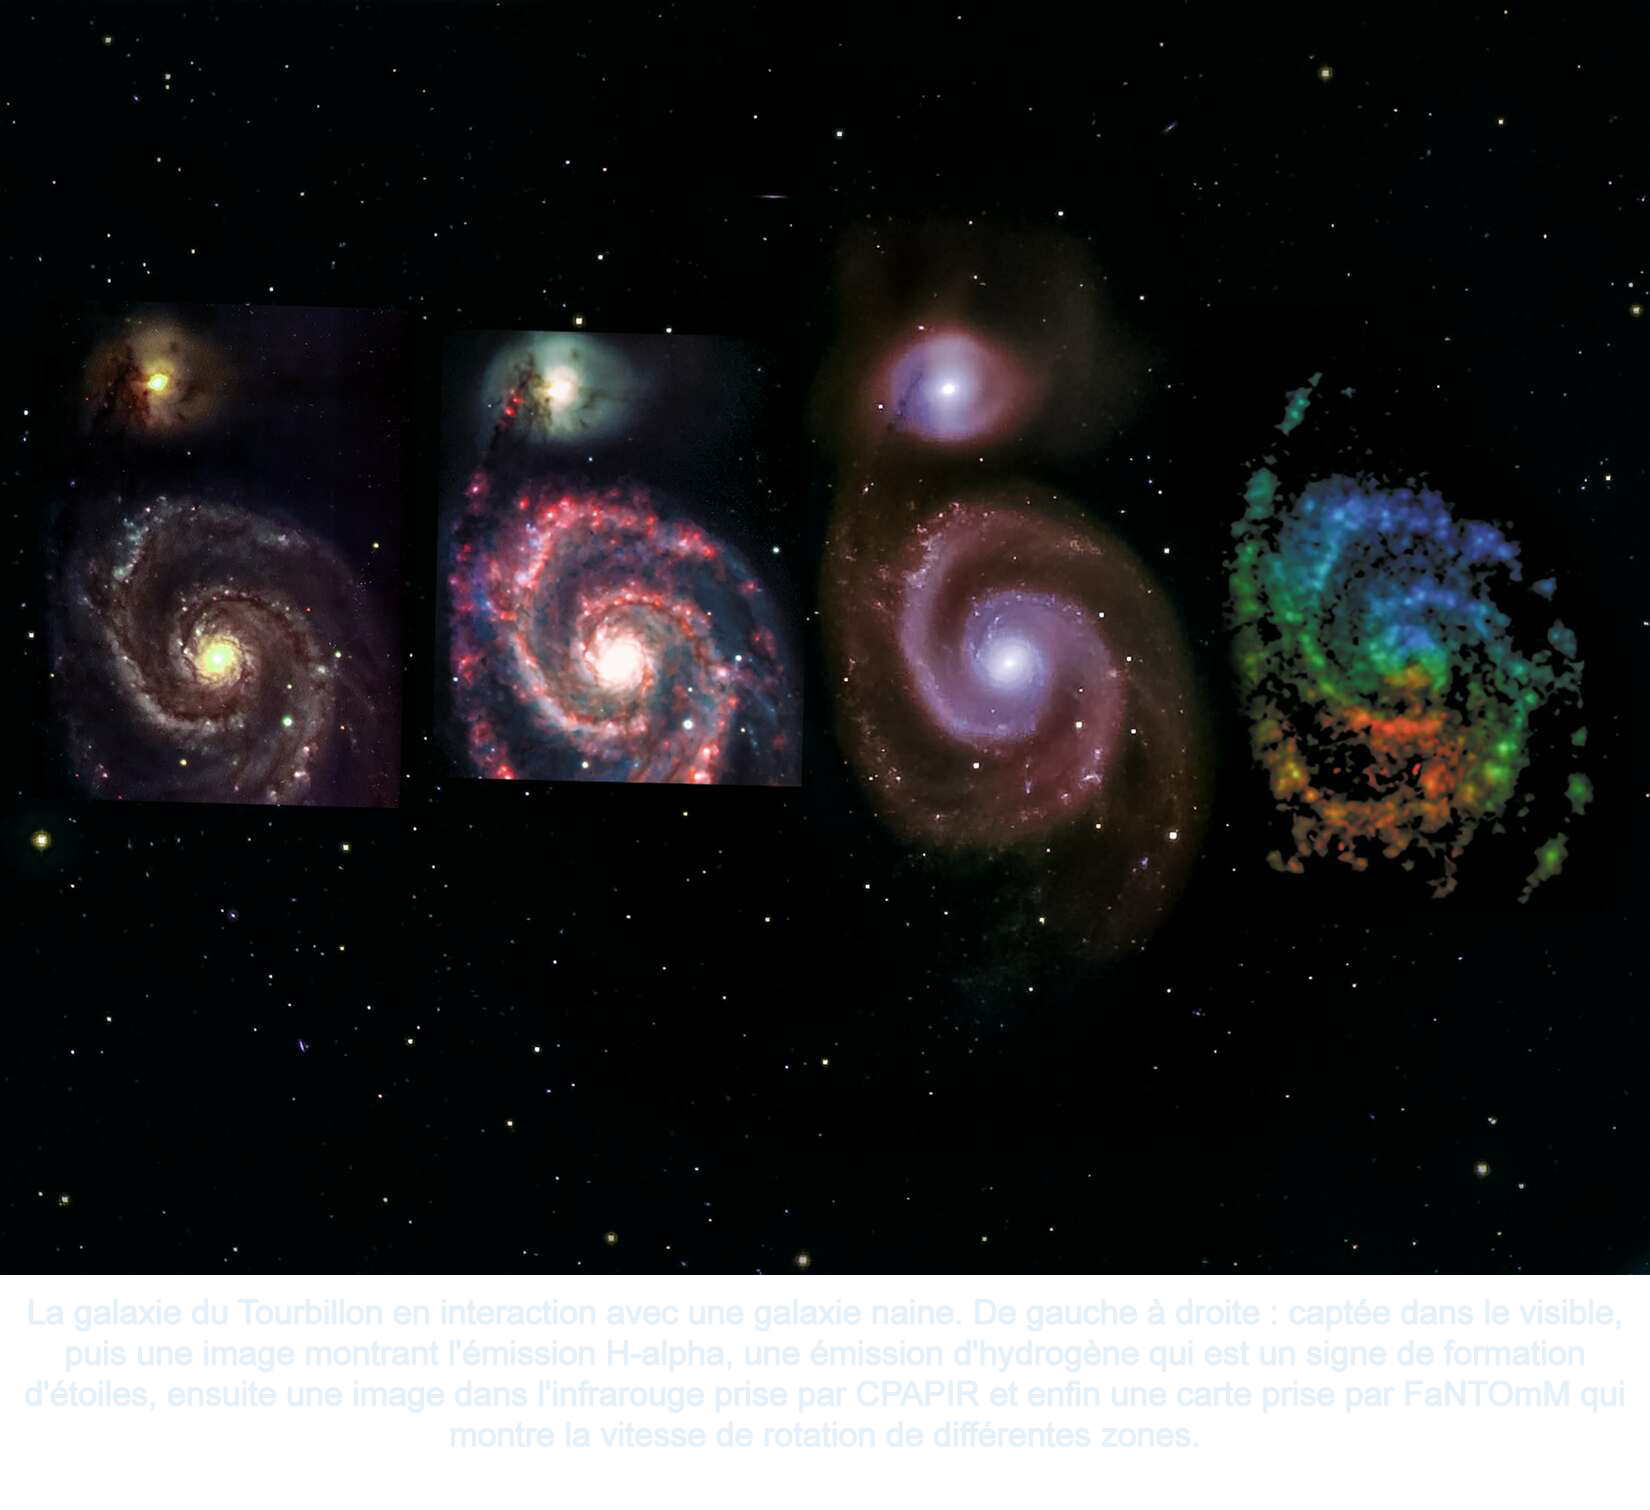 La galaxie du Tourbillon en interaction avec une galaxie naine. De gauche à droite : captée dans le visible,
puis une image montrant l'émission H-alpha, une émission d'hydrogène qui est un signe de formation
d'étoiles, ensuite une image dans l'infrarouge prise par CPAPIR et enfin une carte prise par FaNTOmM qui
montre la vitesse de rotation de différentes zones.